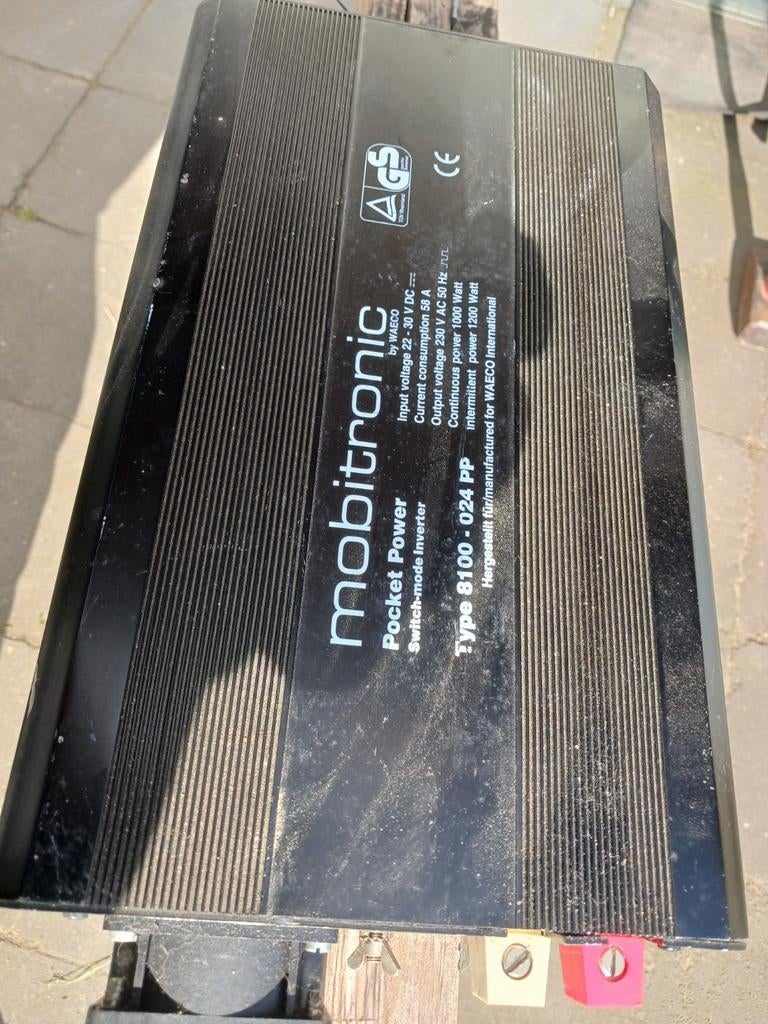 mobitronic
by WAECO
Pocket Power
Switch-mode Inverter
Type 8100 - 024 PP
Hergestellt für/manufactured for WAECO International
Input voltage 22 - 30 V DC
Current consumption 58 A
Output voltage 230 V AC 50 Hz
Continuous power 1000 Watt
intermittent power 1200 Watt
TÜV Rheinland
GS
CE